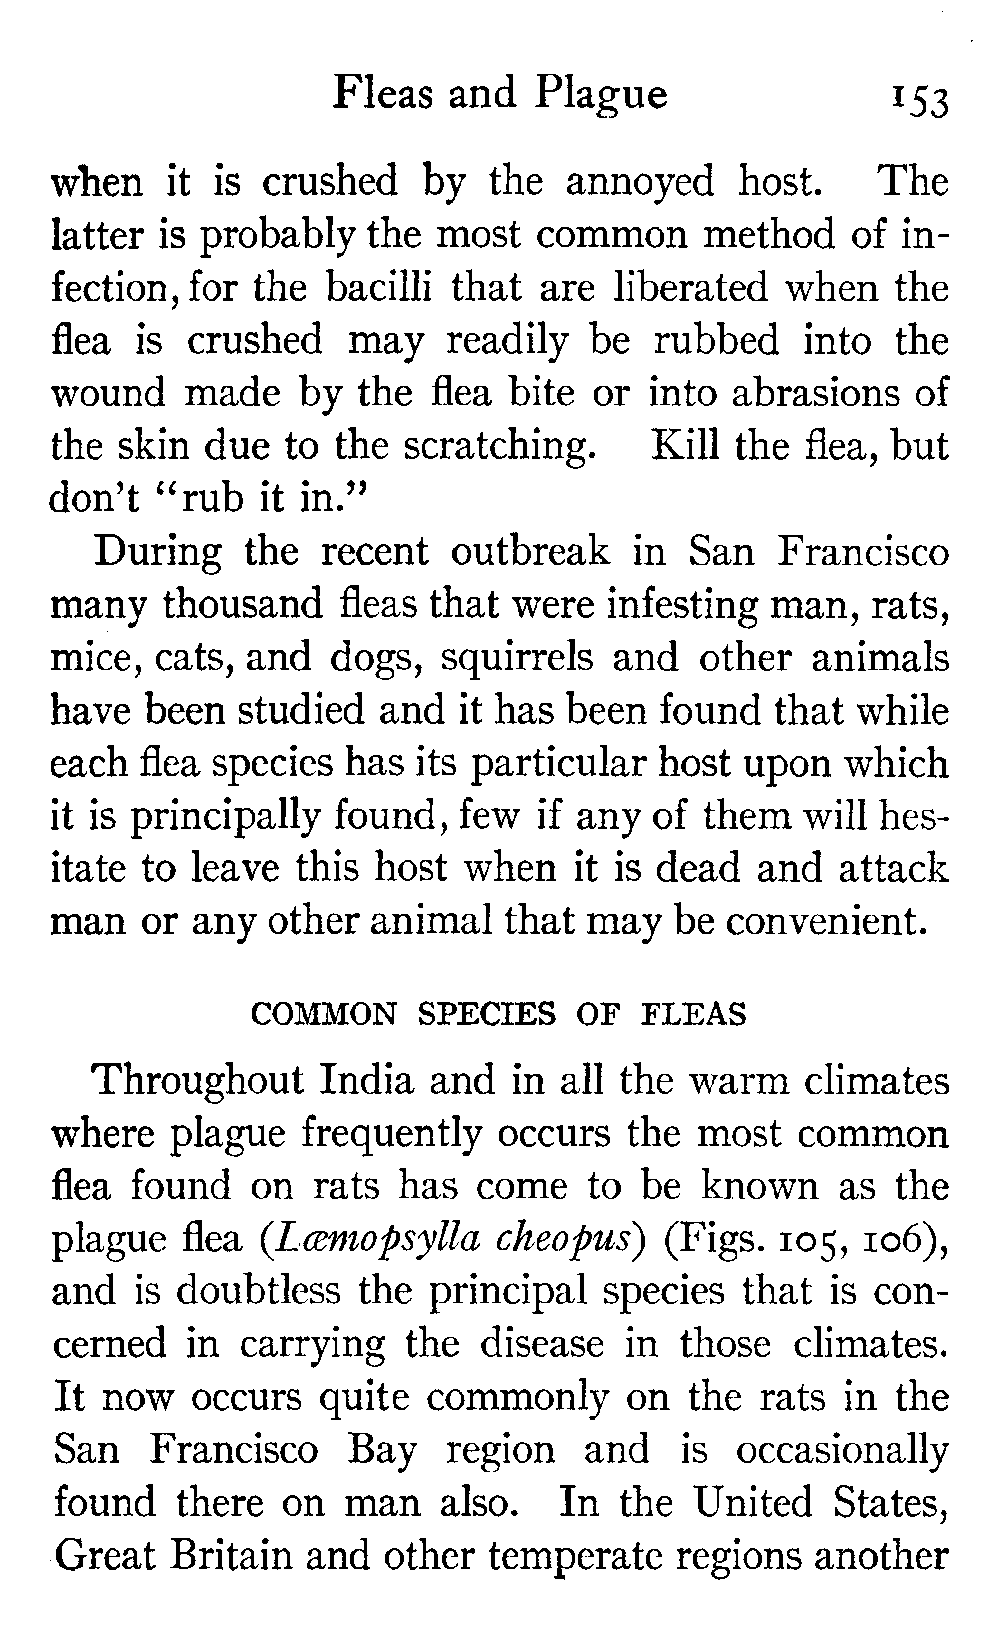 Fleas and Plague 153
when it is crushed by the annoyed host. The
latter is probably the most common method of in-
fection, for the bacilli that are liberated when the
flea is crushed may readily be rubbed into the
wound made by the flea bite or into abrasions of
the skin due to the scratching. Kill the flea, but
don't “rub it in.”
During the recent outbreak in San Francisco
many thousand fleas that were infesting man, rats,
mice, cats, and dogs, squirrels and other animals
have been studied and it has been found that while
each flea species has its particular host upon which
it is principally found, few if any of them will hes-
itate to leave this host when it is dead and attack
man or any other animal that may be convenient.
COMMON SPECIES OF FLEAS
Throughout India and in all the warm climates
where plague frequently occurs the most common
flea found on rats has come to be known as the
plague flea (Lœmopsylla cheopus) (Figs. 105, 106),
and is doubtless the principal species that is con-
cerned in carrying the disease in those climates.
It now occurs quite commonly on the rats in the
San Francisco Bay region and is occasionally
found there on man also. In the United States,
Great Britain and other temperate regions another